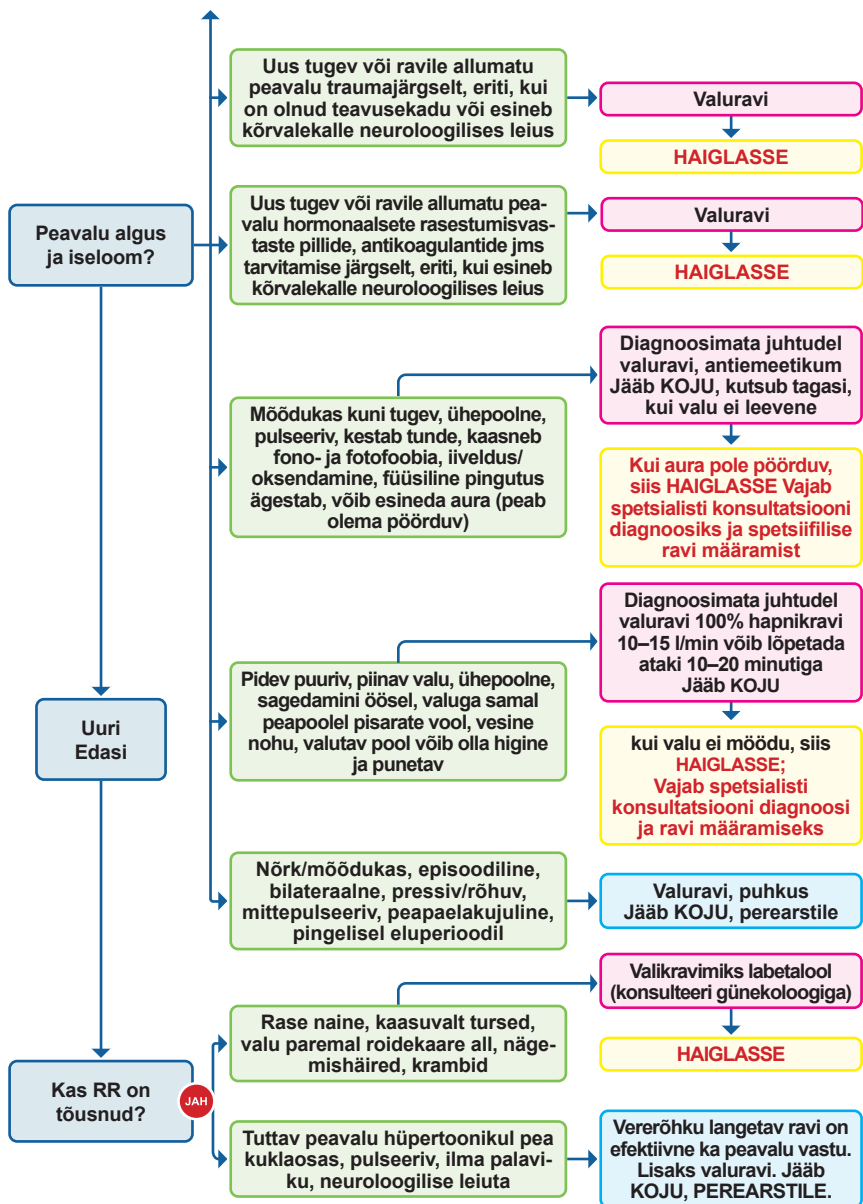 Uus tugev või ravile allumatu
peavalu traumajärgselt, eriti, kui
on olnud teavusekadu või esineb
kõrvalekalle neuroloogilises leius
Valuravi
HAIGLASSE
Peavalu algus
ja iseloom?
Uus tugev või ravile allumatu pea-
valu hormonaalsete rasestumisvas-
taste pillide, antikoagulantide jms
tarvitamise järgselt, eriti, kui esineb
kõrvalekalle neuroloogilises leius
Valuravi
HAIGLASSE
Mõõdukas kuni tugev, ühepoolne,
pulseeriv, kestab tunde, kaasneb
fono- ja fotofoobia, iiveldus/
oksendamine, füüsiline pingutus
ägestab, võib esineda aura (peab
olema pöörduv)
Diagnoosimata juhtudel
valuravi, antiemeetikum
Jääb KOJU, kutsub tagasi,
kui valu ei leevene
Kui aura pole pöörduv,
siis HAIGLASSE Vajab
spetsialisti konsultatsiooni
diagnoosiks ja spetsiifilise
ravi määramist
Uuri
Edasi
Pidev puuriv, piinav valu, ühepoolne,
sagedamini öösel, valuga samal
peapoolel pisarate vool, vesine
nohu, valutav pool võib olla higine
ja punetav
Diagnoosimata juhtudel
valuravi 100% hapnikravi
10–15 l/min võib lõpetada
ataki 10–20 minutiga
Jääb KOJU
kui valu ei möödu, siis
HAIGLASSE;
Vajab spetsialisti
konsultatsiooni diagnoosi
ja ravi määramiseks
Nõrk/mõõdukas, episoodiline,
bilateraalne, pressiv/rõhuv,
mittepulseeriv, peapaelakujuline,
pingelisel eluperioodil
Valuravi, puhkus
Jääb KOJU, perearstile
Kas RR on
tõusnud?
JAH
Rase naine, kaasuvalt tursed,
valu paremal roidekaare all, näge-
mishäired, krambid
Valikravimiks labetalool
(konsulteeri günekoloogiga)
HAIGLASSE
Tuttav peavalu hüpertoonikul pea
kuklaosas, pulseeriv, ilma palavi-
ku, neuroloogilise leiuta
Vererõhku langetav ravi on
efektiivne ka peavalu vastu.
Lisaks valuravi. Jääb
KOJU, PEREARSTILE.